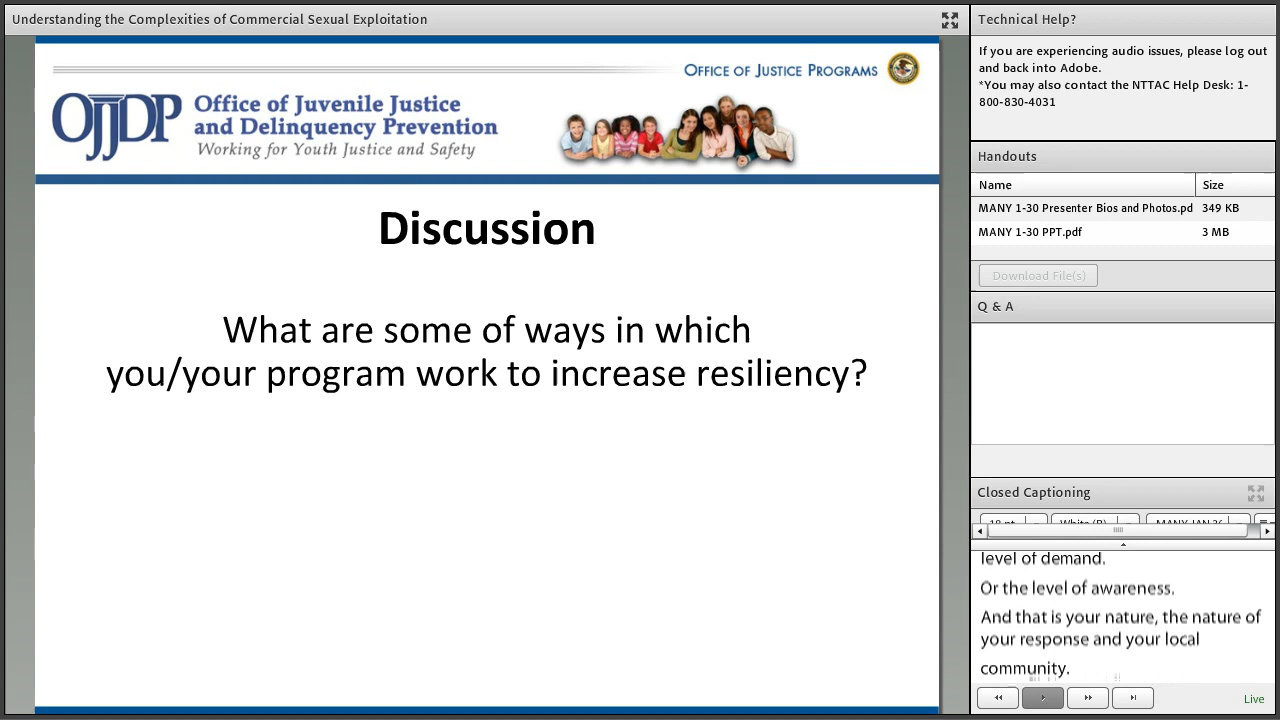 Understanding the Complexities of Commercial Sexual Exploitation
OFFICE OF JUSTICE PROGRAMS
OJJDP
Office of Juvenile Justice
and Delinquency Prevention
Working for Youth Justice and Safety
Discussion
What are some of ways in which
you/your program work to increase resiliency?
Technical Help?
If you are experiencing audio issues, please log out
and back into Adobe.
*You may also contact the NTTAC Help Desk: 1-
800-830-4031
Handouts
Name Size
MANY 1-30 Presenter Bios and Photos.pd 349 KB
MANY 1-30 PPT.pdf 3 MB
Download File(s)
Q & A
Closed Captioning
level of demand.
Or the level of awareness.
And that is your nature, the nature of
your response and your local
community.
Live